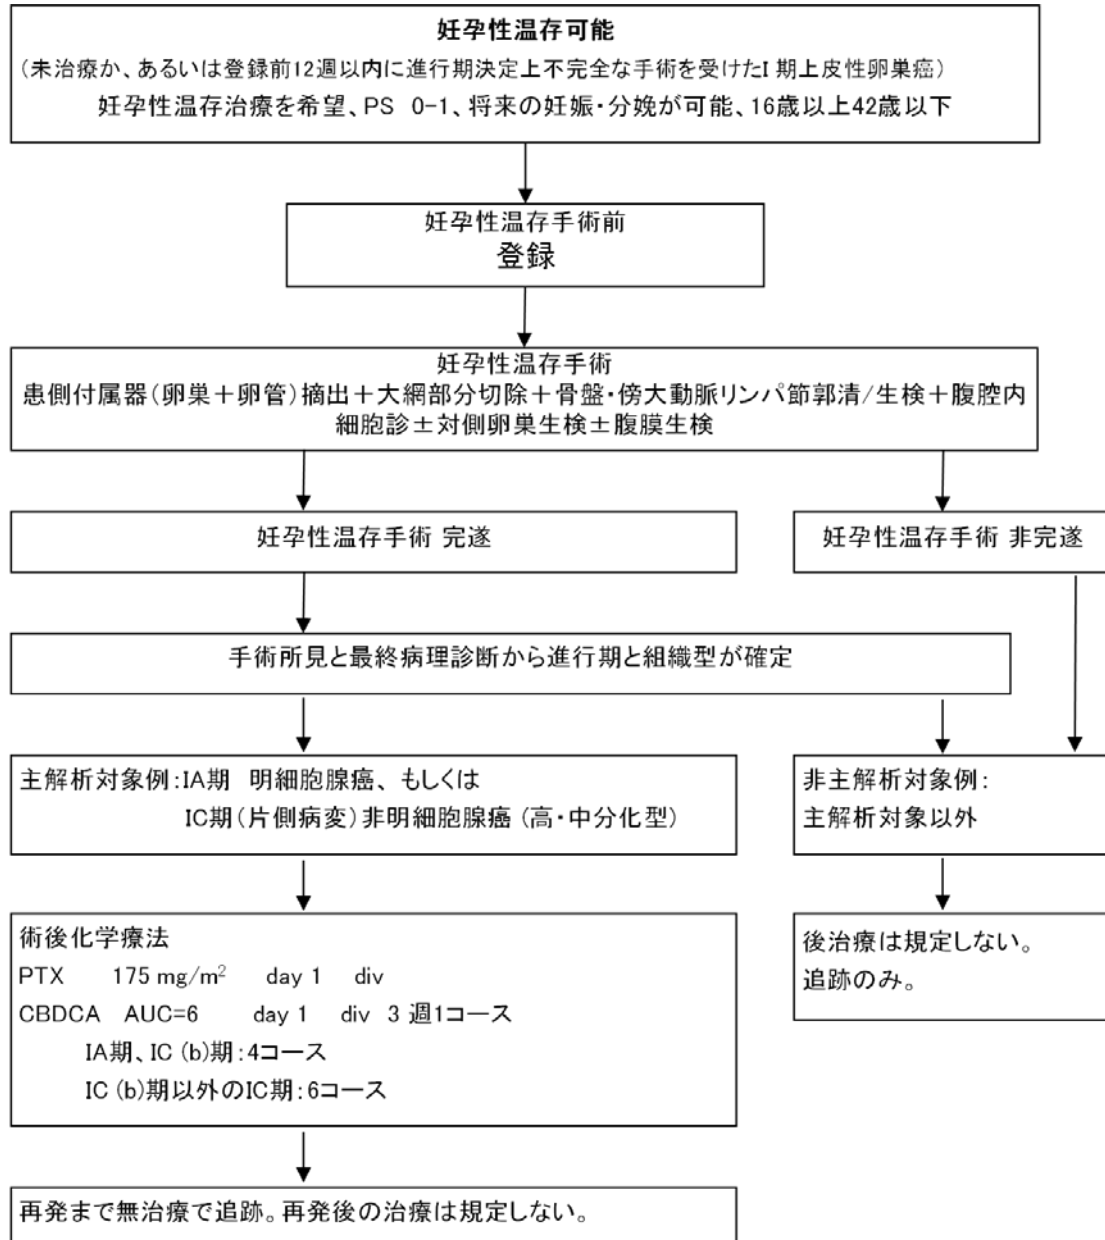 妊孕性温存可能
(未治療か、あるいは登録前12週以内に進行期決定上不完全な手術を受けたI 期上皮性卵巣癌)
妊孕性温存治療を希望、PS 0-1、将来の妊娠・分娩が可能、16歳以上42歳以下
妊孕性温存手術前
登録
妊孕性温存手術
患側付属器(卵巣+卵管)摘出+大網部分切除+骨盤・傍大動脈リンパ節郭清/生検+腹腔内
細胞診±対側卵巣生検±腹膜生検
妊孕性温存手術 完遂
妊孕性温存手術 非完遂
手術所見と最終病理診断から進行期と組織型が確定
主解析対象例:IA期 明細胞腺癌、もしくは
IC期(片側病変)非明細胞腺癌 (高・中分化型)
非主解析対象例:
主解析対象以外
術後化学療法
PTX 175 mg/m² day 1 div
CBDCA AUC=6 day 1 div 3 週1コース
IA期、IC (b)期:4コース
IC (b)期以外のIC期:6コース
後治療は規定しない。
追跡のみ。
再発まで無治療で追跡。再発後の治療は規定しない。